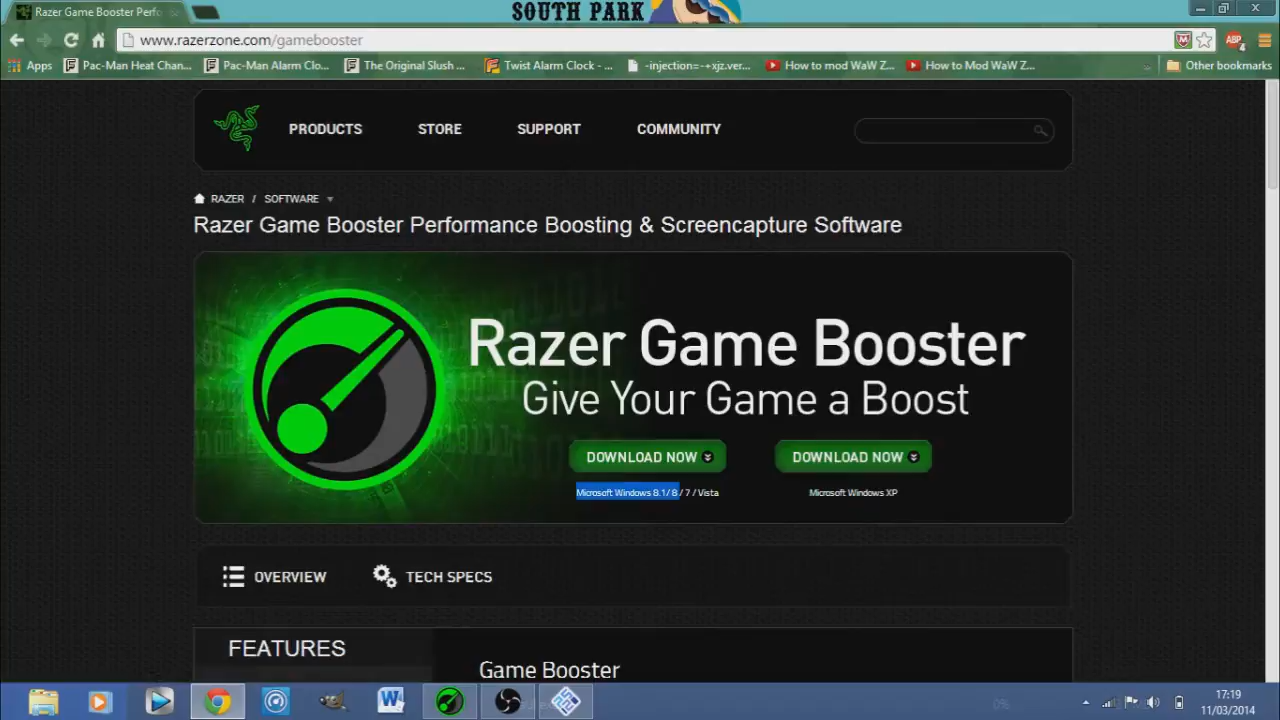 Razer Game Booster Perfo
SOUTH PARK
www.razerzone.com/gamebooster
ABP
4
Apps
Pac-Man Heat Chan...
Pac-Man Alarm Clo...
The Original Slush ...
Twist Alarm Clock - ...
-injection=-+xjz.ver...
How to mod WaW Z...
How to Mod WaW Z...
Other bookmarks
PRODUCTS
STORE
SUPPORT
COMMUNITY
RAZER / SOFTWARE
Razer Game Booster Performance Boosting & Screencapture Software
Razer Game Booster
Give Your Game a Boost
DOWNLOAD NOW
DOWNLOAD NOW
Microsoft Windows 8.1/ 8 / 7 / Vista
Microsoft Windows XP
OVERVIEW
TECH SPECS
FEATURES
Game Booster
0%
17:19
11/03/2014